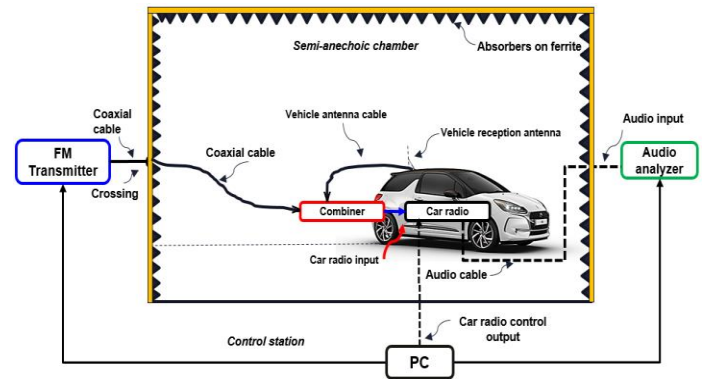 Semi-anechoic chamber
Absorbers on ferrite
Coaxial
cable
Vehicle antenna cable
Audio input
Vehicle reception antenna
FM
Transmitter
Coaxial cable
Audio
analyzer
Crossing
Combiner
Car radio
Car radio input
Audio cable
Car radio control
output
Control station
PC